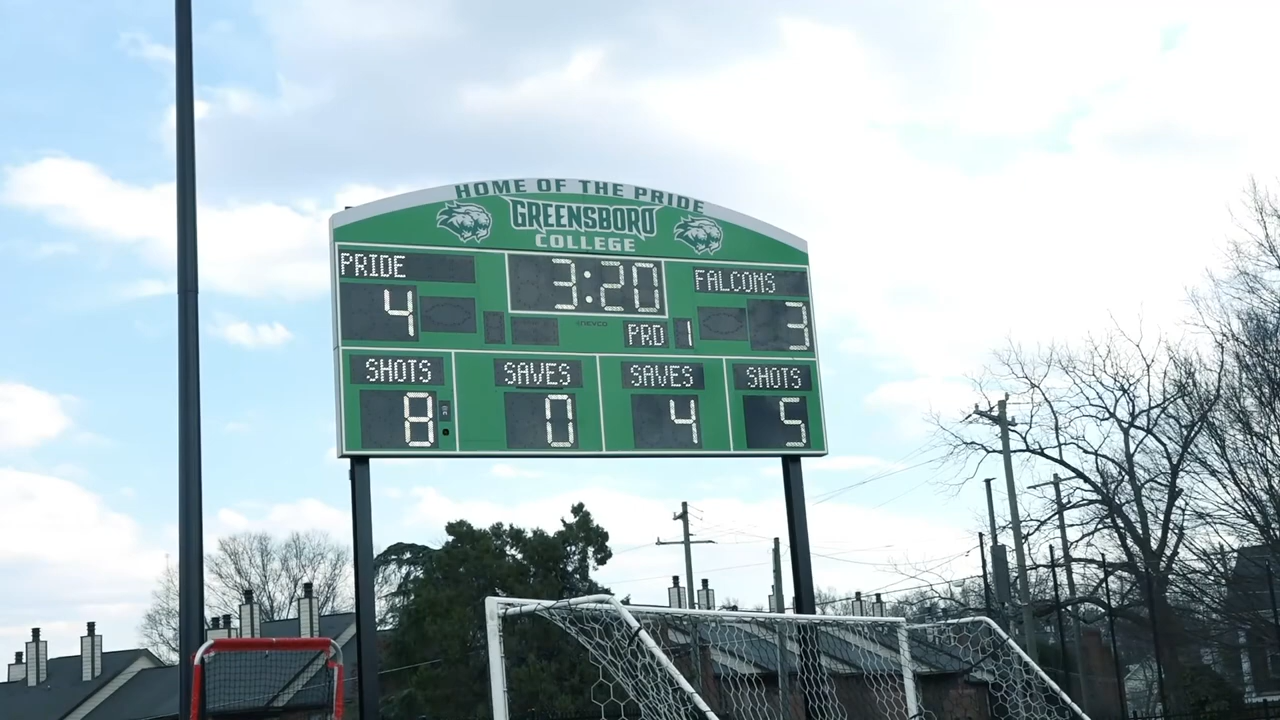 HOME OF THE PRIDE
GREENSBORO
COLLEGE
PRIDE 3:20 FALCONS
4 NEVCO PRD 1 3
SHOTS SAVES SAVES SHOTS
8 0 4 5